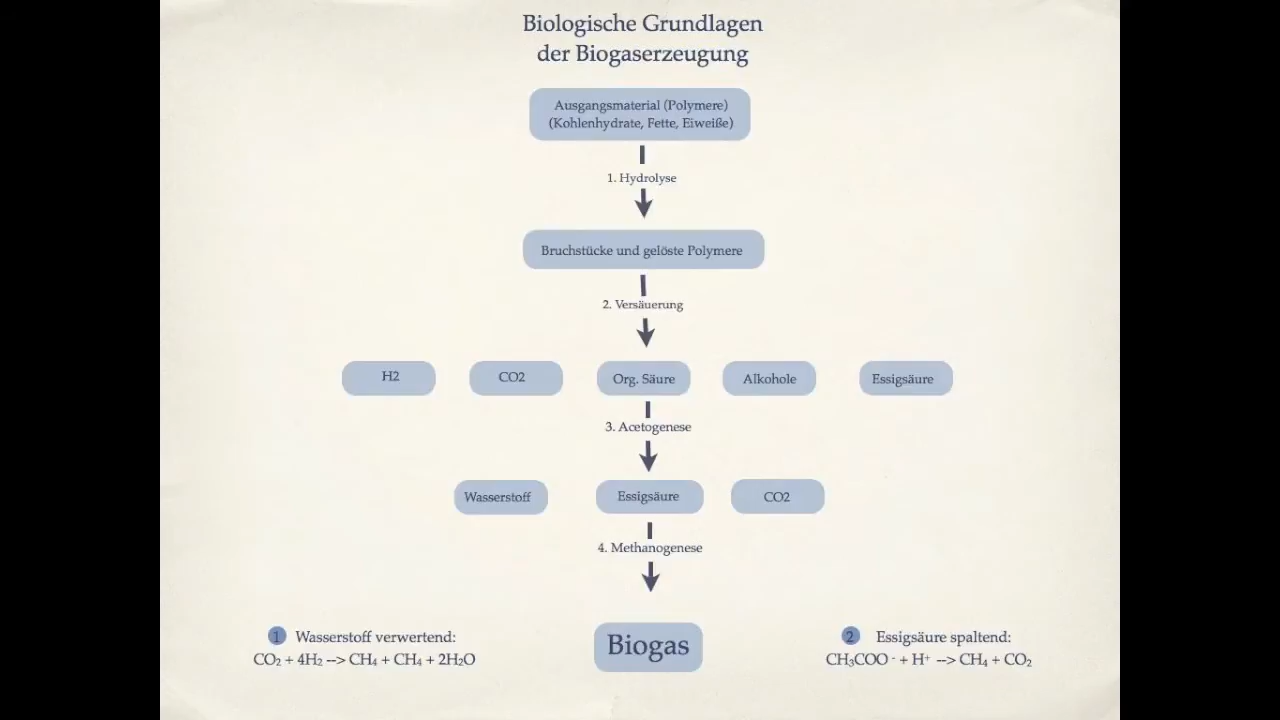 Biologische Grundlagen
der Biogaserzeugung
Ausgangsmaterial (Polymere)
(Kohlenhydrate, Fette, Eiweiße)
1. Hydrolyse
Bruchstücke und gelöste Polymere
2. Versäuerung
H2
CO2
Org. Säure
Alkohole
Essigsäure
3. Acetogenese
Wasserstoff
Essigsäure
CO2
4. Methanogenese
Biogas
1 Wasserstoff verwertend:
CO₂ + 4H₂ --> CH₄ + CH₄ + 2H₂O
2 Essigsäure spaltend:
CH₃COO⁻ + H⁺ --> CH₄ + CO₂